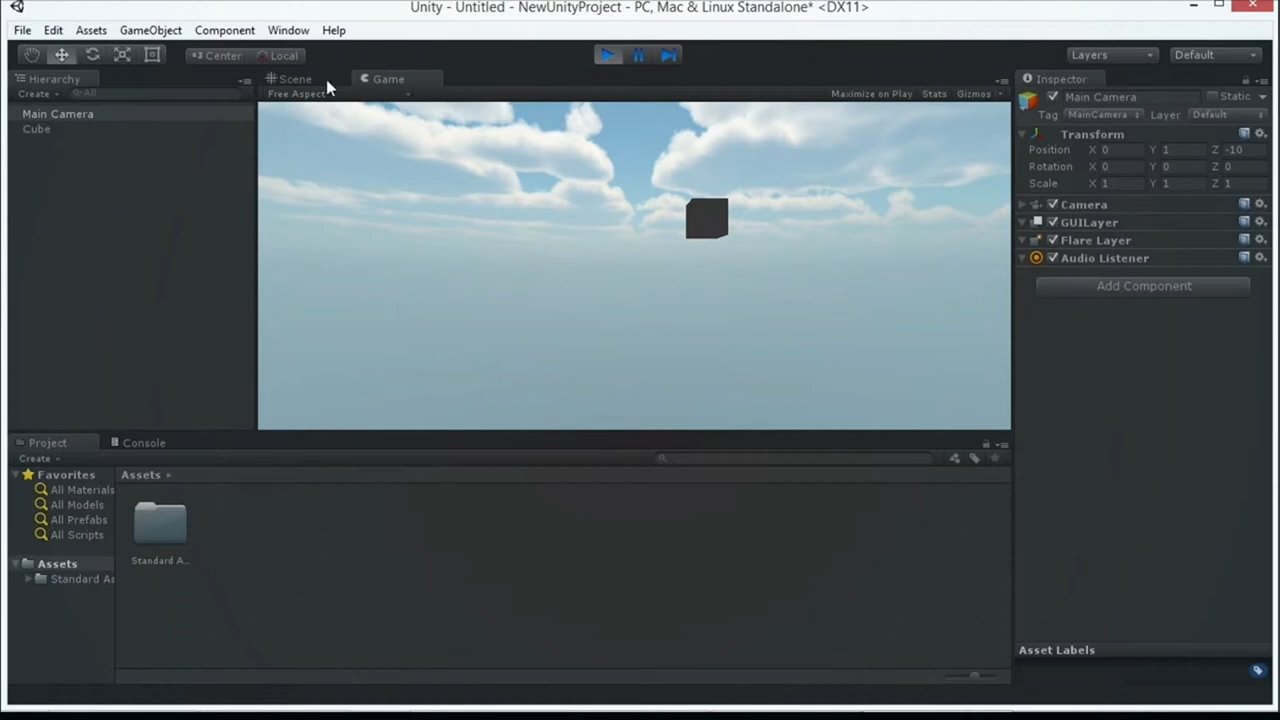 Unity - Untitled - NewUnityProject - PC, Mac & Linux Standalone* <DX11>
File Edit Assets GameObject Component Window Help
Center Local Layers Default
Hierarchy
Create All
Main Camera
Cube
Scene Game
Free Aspect Maximize on Play Stats Gizmos
Inspector
Main Camera Static
Tag MainCamera Layer Default
Transform
Position X 0 Y 1 Z -10
Rotation X 0 Y 0 Z 0
Scale X 1 Y 1 Z 1
Camera
GUILayer
Flare Layer
Audio Listener
Add Component
Project Console
Create
Favorites
All Materials
All Models
All Prefabs
All Scripts
Assets
Standard As
Assets
Standard A...
Asset Labels